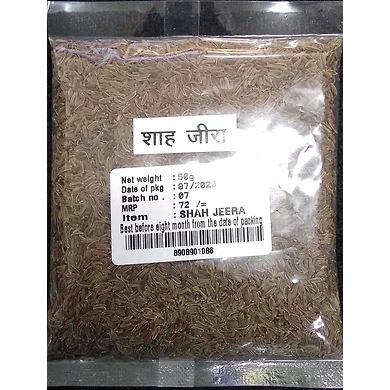 शाह जीरा
Net weight : 50g
Date of pkg : 07/2023
Batch no . : 07
MRP : 72 /=
Item : SHAH JEERA
Best before eight month from the date of packing
8908901086